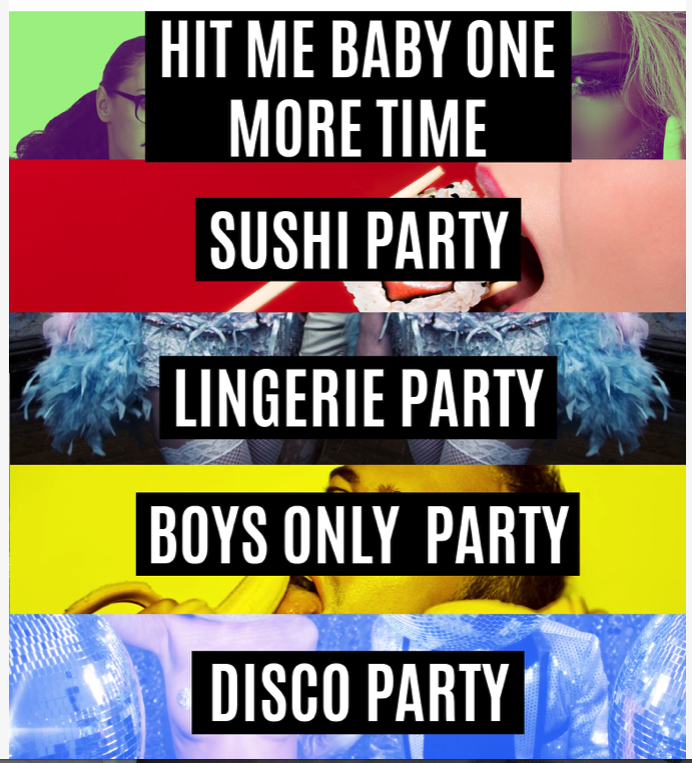 HIT ME BABY ONE
MORE TIME
SUSHI PARTY
LINGERIE PARTY
BOYS ONLY PARTY
DISCO PARTY